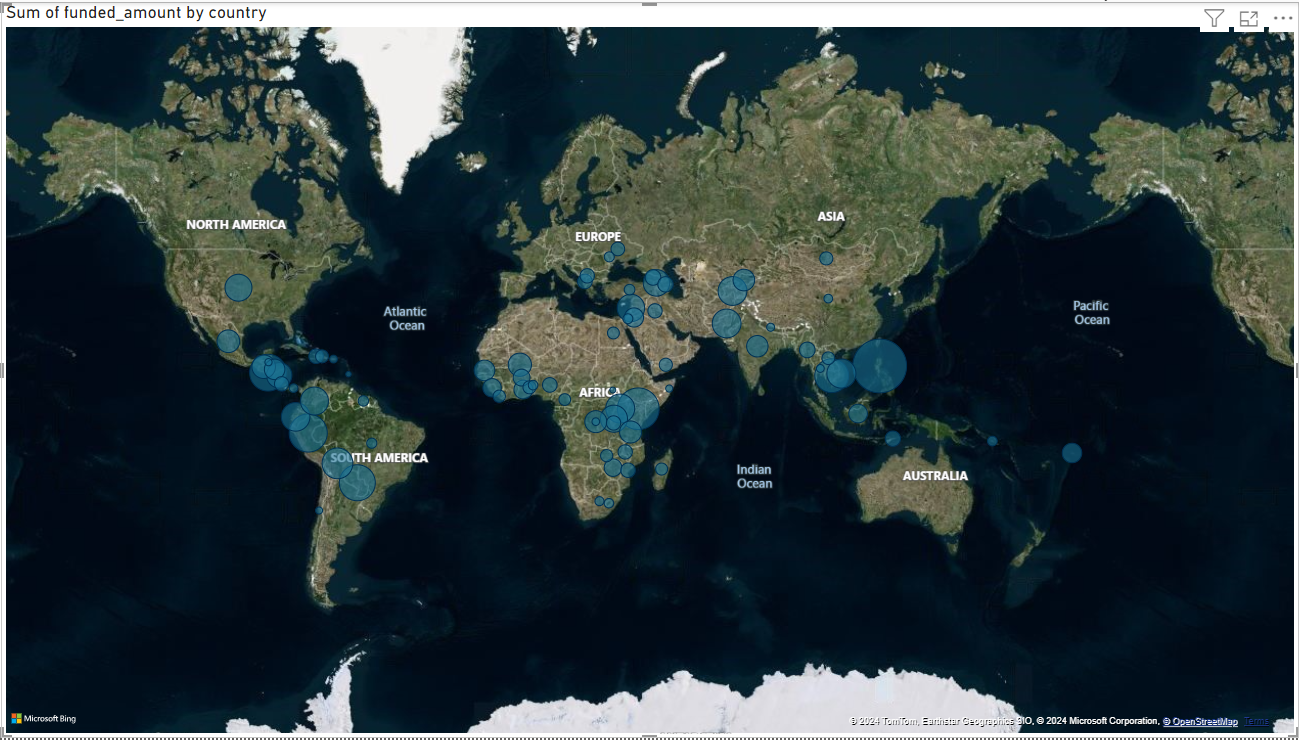 Sum of funded_amount by country
NORTH AMERICA
EUROPE
ASIA
Atlantic
Ocean
Pacific
Ocean
AFRICA
SOUTH AMERICA
Indian
Ocean
AUSTRALIA
Microsoft Bing
© 2024 TomTom, Earthstar Geographics SIO, © 2024 Microsoft Corporation, © OpenStreetMap Terms